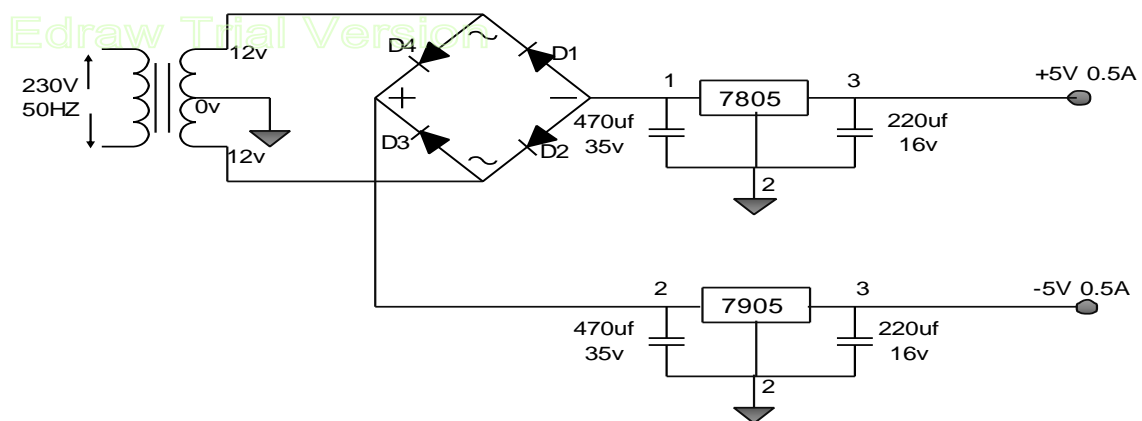 Edraw Trial Version
230V
50HZ
12v
0v
12v
D4
D1
D3
D2
+
−
~
~
1
7805
3
+5V 0.5A
470uf
35v
220uf
16v
2
2
7905
3
-5V 0.5A
470uf
35v
220uf
16v
2